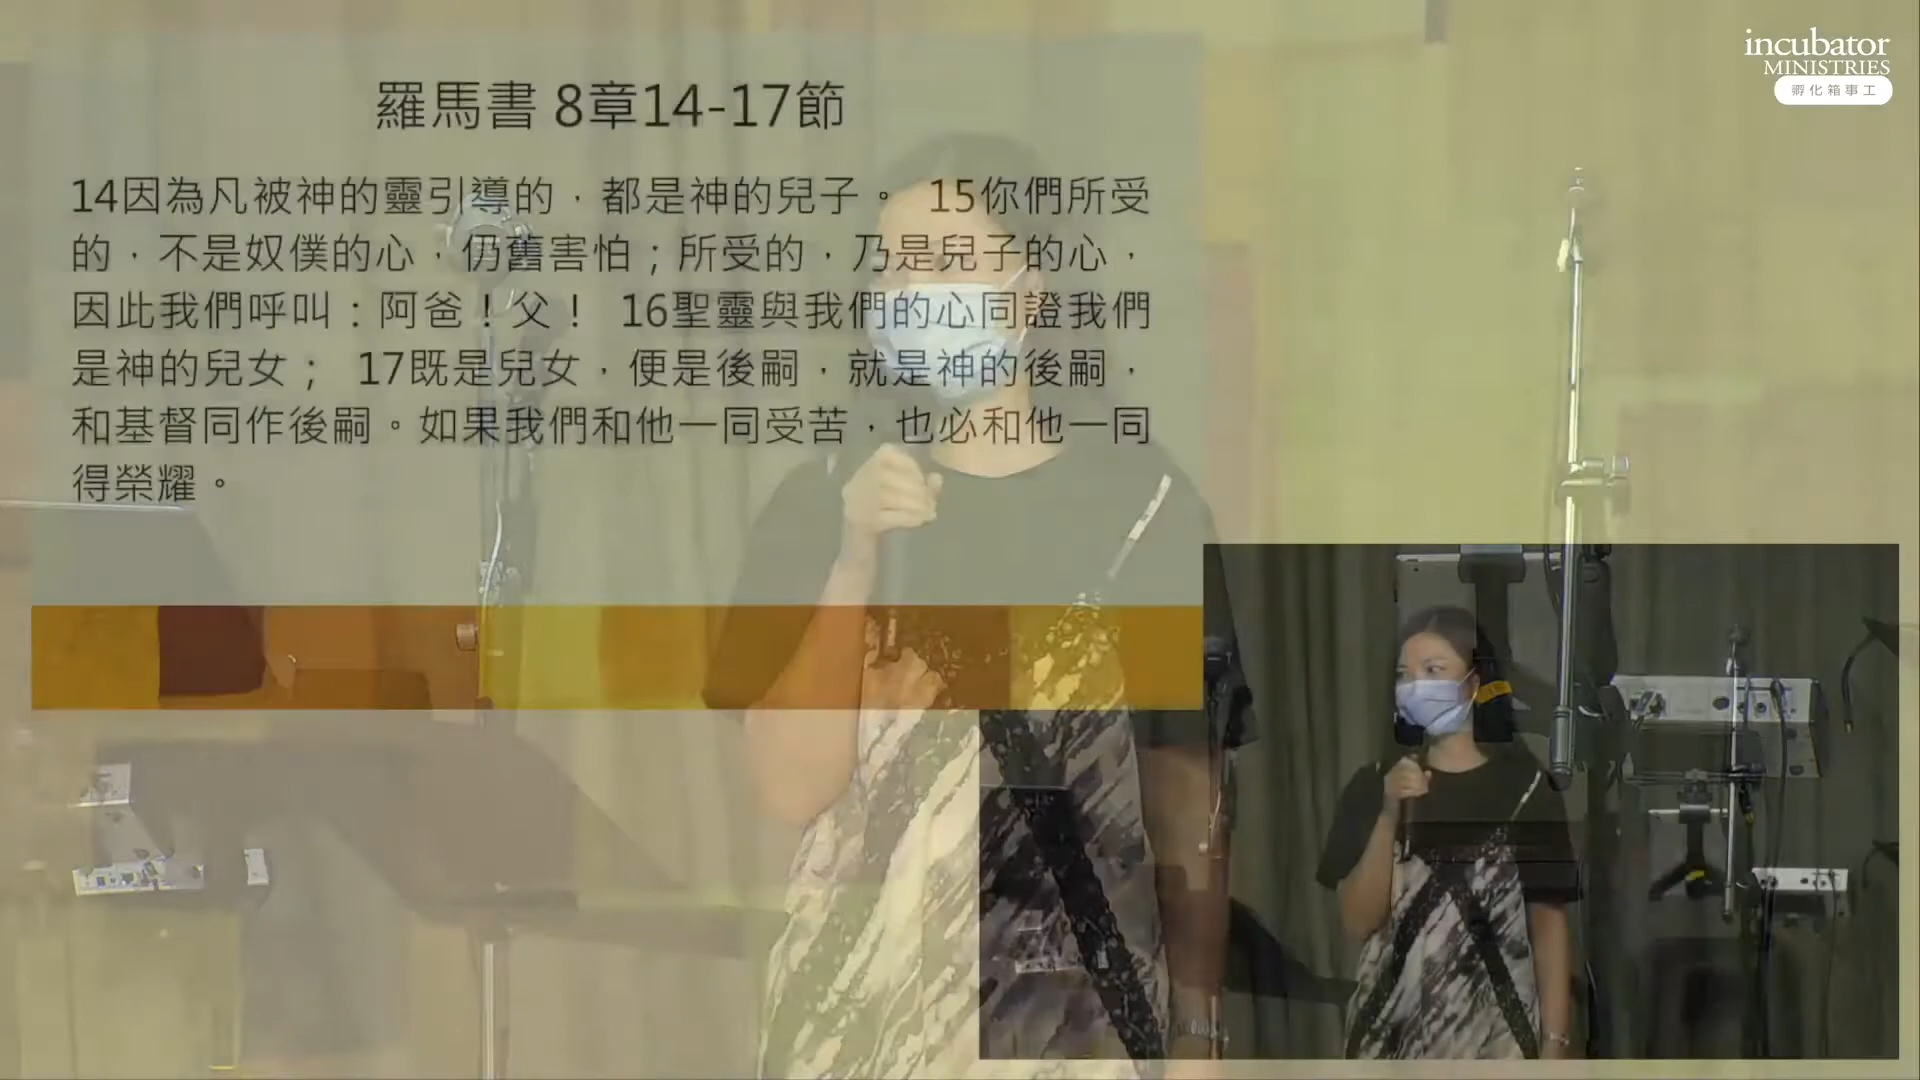 incubator
MINISTRIES
孵化箱事工
羅馬書 8章14-17節
14因為凡被神的靈引導的，都是神的兒子。 15你們所受
的，不是奴僕的心，仍舊害怕；所受的，乃是兒子的心，
因此我們呼叫：阿爸！父！ 16聖靈與我們的心同證我們
是神的兒女； 17既是兒女，便是後嗣，就是神的後嗣，
和基督同作後嗣。如果我們和他一同受苦，也必和他一同
得榮耀。